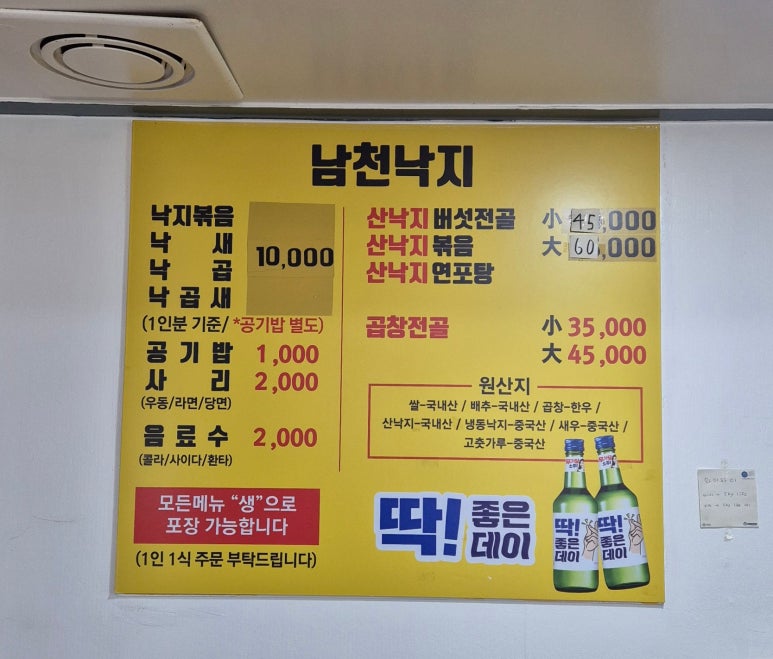 남천낙지
낙지볶음
낙 새
낙 곱
낙곱새
10,000
(1인분 기준/ *공기밥 별도)
공 기 밥 1,000
사 리 2,000
(우동/라면/당면)
음료수 2,000
(콜라/사이다/환타)
모든메뉴 “생”으로
포장 가능합니다
(1인 1식 주문 부탁드립니다)
산낙지버섯전골 小 45,000
산낙지볶음 大 60,000
산낙지연포탕
곱창전골 小 35,000
大 45,000
원산지
쌀-국내산 / 배추-국내산 / 곱창-한우 /
산낙지-국내산 / 냉동낙지-중국산 / 새우-중국산 /
고춧가루-중국산
딱! 좋은
데이
딱!
좋은
데이
딱!
좋은
데이